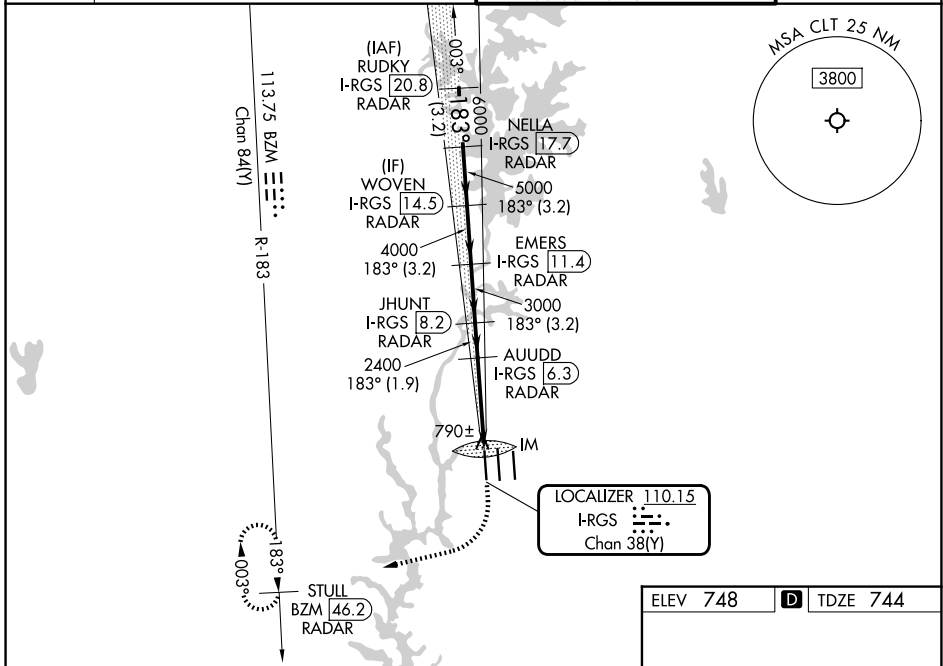 MSA CLT 25 NM
3800
(IAF)
RUDKY
I-RGS 20.8
RADAR
003°
183°
6000
(3.2)
NELLA
I-RGS 17.7
RADAR
113.75 BZM
Chan 84(Y)
R-183
(IF)
WOVEN
I-RGS 14.5
RADAR
5000
183° (3.2)
4000
183° (3.2)
EMERS
I-RGS 11.4
RADAR
JHUNT
I-RGS 8.2
RADAR
3000
183° (3.2)
2400
183° (1.9)
AUUDD
I-RGS 6.3
RADAR
790±
IM
LOCALIZER 110.15
I-RGS
Chan 38(Y)
183°
003°
STULL
BZM 46.2
RADAR
ELEV 748 D TDZE 744